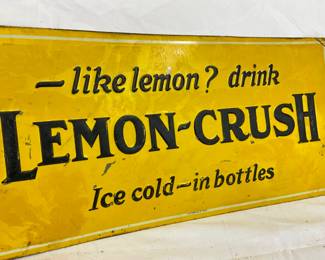 —like lemon? drink
LEMON-CRUSH
Ice cold—in bottles